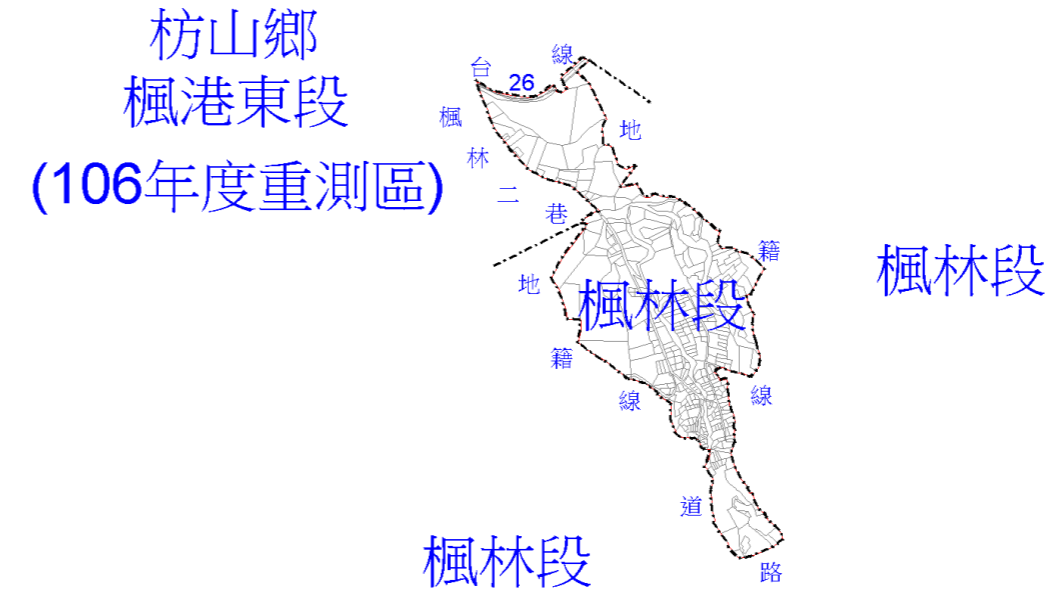 枋山鄉
楓港東段
(106年度重測區)
台26線
楓林二巷
地籍線
地籍線
楓林段
楓林段
楓林段
道路